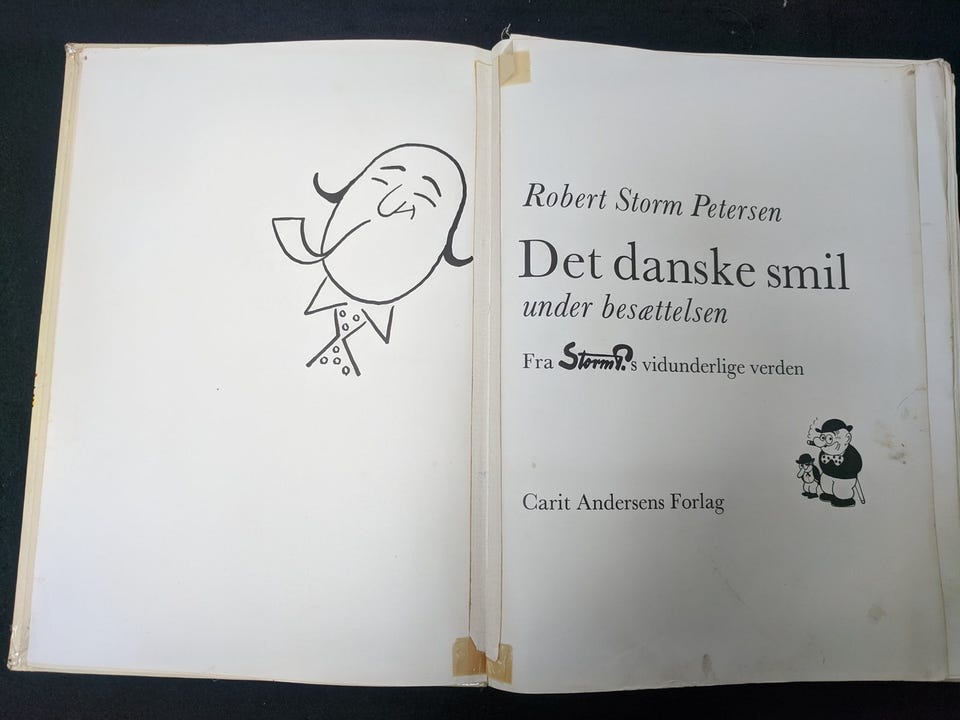 Robert Storm Petersen
Det danske smil
under besættelsen
Fra Storm P.s vidunderlige verden
Carit Andersens Forlag